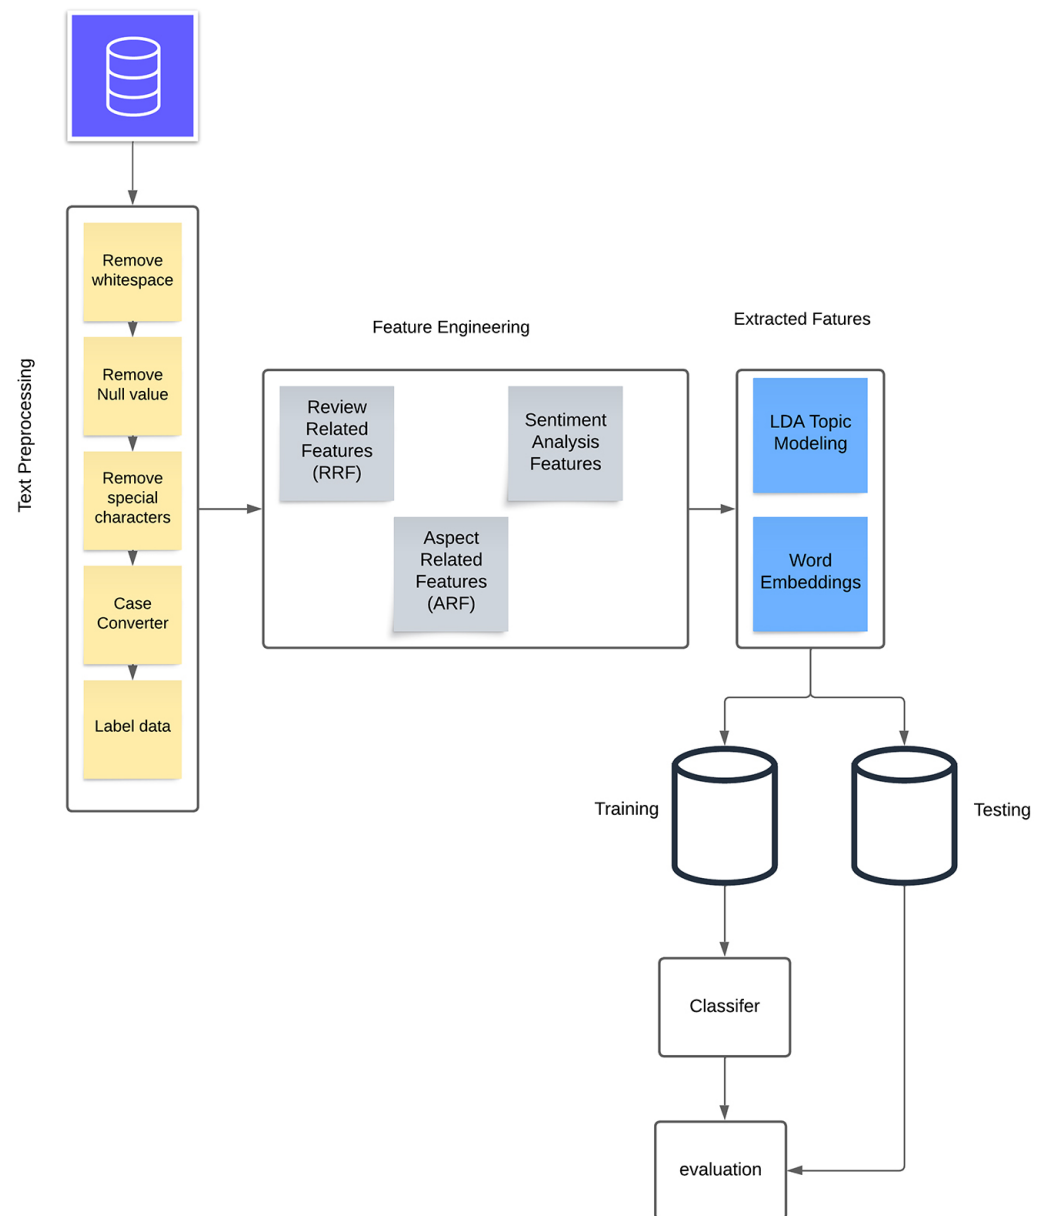 Text Preprocessing
Remove
whitespace
Remove
Null value
Remove
special
characters
Case
Converter
Label data
Feature Engineering
Review
Related
Features
(RRF)
Sentiment
Analysis
Features
Aspect
Related
Features
(ARF)
Extracted Fatures
LDA Topic
Modeling
Word
Embeddings
Training
Testing
Classifer
evaluation